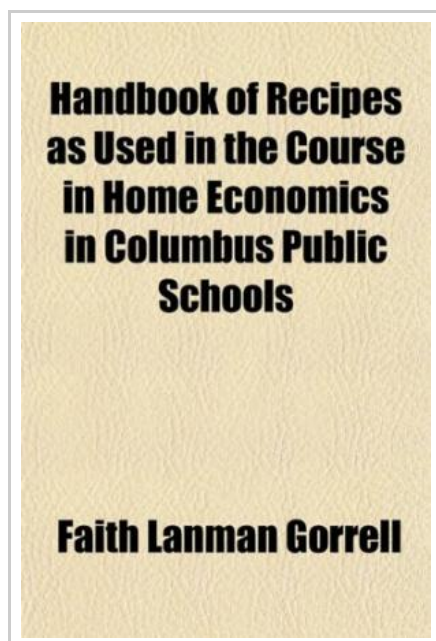 Handbook of Recipes
as Used in the Course
in Home Economics
in Columbus Public
Schools
Faith Lanman Gorrell